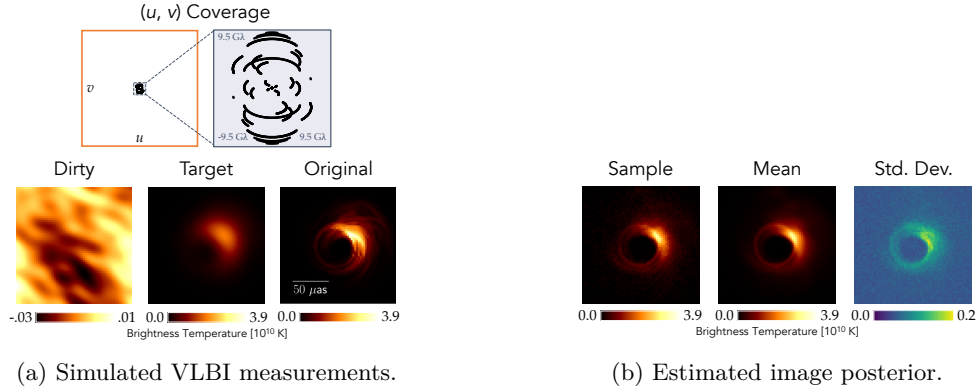 (u, v) Coverage
9.5 Gλ
v
u
-9.5 Gλ 9.5 Gλ
Dirty Target Original
50 μas
-.03 .01 0.0 3.9 0.0 3.9
Brightness Temperature [10¹⁰ K]
(a) Simulated VLBI measurements.
Sample Mean Std. Dev.
0.0 3.9 0.0 3.9 0.0 0.2
Brightness Temperature [10¹⁰ K]
(b) Estimated image posterior.